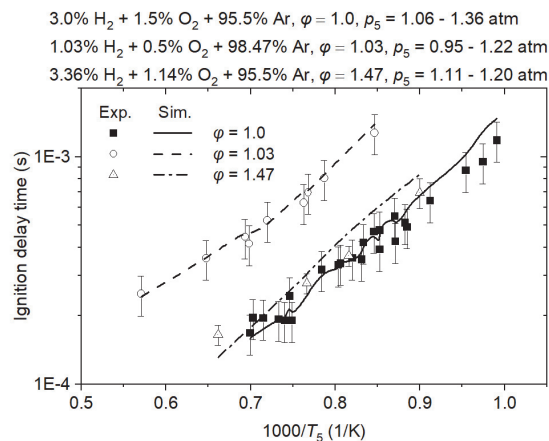 3.0% H₂ + 1.5% O₂ + 95.5% Ar, φ = 1.0, p₅ = 1.06 - 1.36 atm
1.03% H₂ + 0.5% O₂ + 98.47% Ar, φ = 1.03, p₅ = 0.95 - 1.22 atm
3.36% H₂ + 1.14% O₂ + 95.5% Ar, φ = 1.47, p₅ = 1.11 - 1.20 atm
Exp. Sim.
φ = 1.0
φ = 1.03
φ = 1.47
1E-3
1E-4
Ignition delay time (s)
0.5 0.6 0.7 0.8 0.9 1.0
1000/T₅ (1/K)